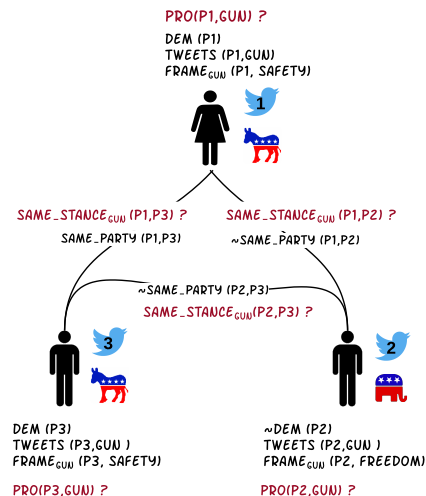 PRO(P1,GUN) ?
DEM (P1)
TWEETS (P1,GUN)
FRAMEGUN (P1, SAFETY)
1
SAME_STANCEGUN (P1,P3) ?
SAME_STANCEGUN (P1,P2) ?
SAME_PARTY (P1,P3)
~SAME_PARTY (P1,P2)
~SAME_PARTY (P2,P3)
SAME_STANCEGUN(P2,P3) ?
3
2
DEM (P3)
TWEETS (P3,GUN )
FRAMEGUN (P3, SAFETY)
PRO(P3,GUN) ?
~DEM (P2)
TWEETS (P2,GUN )
FRAMEGUN (P2, FREEDOM)
PRO(P2,GUN) ?